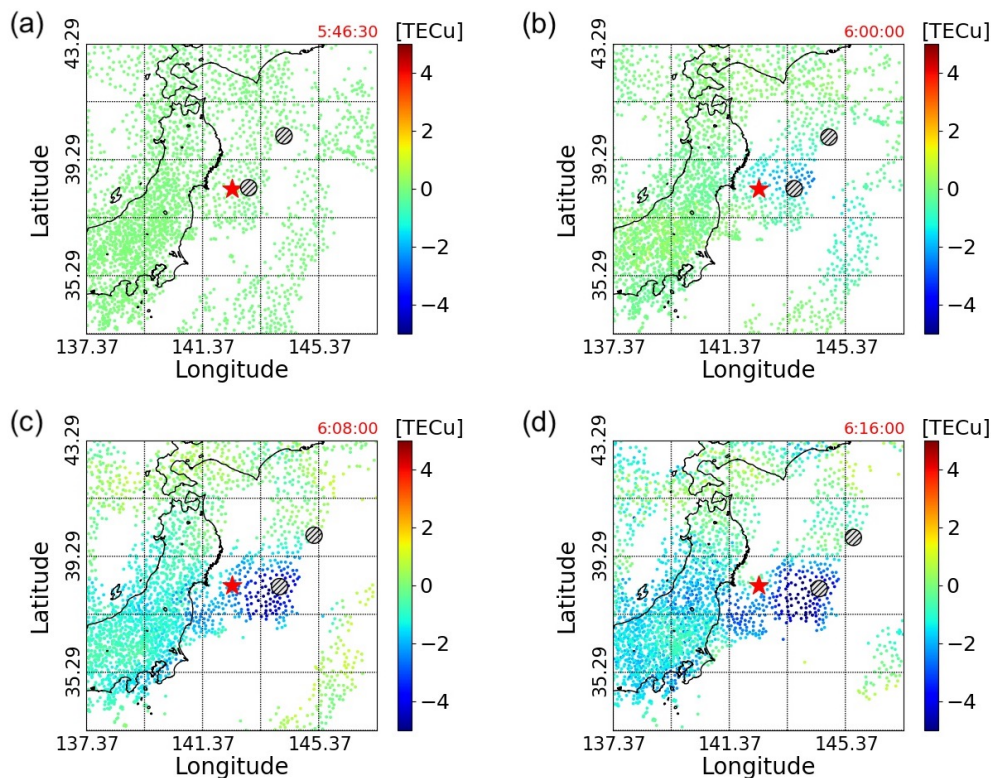 (a)
5:46:30
[TECu]
43.29
39.29
35.29
Latitude
137.37 141.37 145.37
Longitude
4
2
0
−2
−4
(b)
6:00:00
[TECu]
43.29
39.29
35.29
Latitude
137.37 141.37 145.37
Longitude
4
2
0
−2
−4
(c)
6:08:00
[TECu]
43.29
39.29
35.29
Latitude
137.37 141.37 145.37
Longitude
4
2
0
−2
−4
(d)
6:16:00
[TECu]
43.29
39.29
35.29
Latitude
137.37 141.37 145.37
Longitude
4
2
0
−2
−4